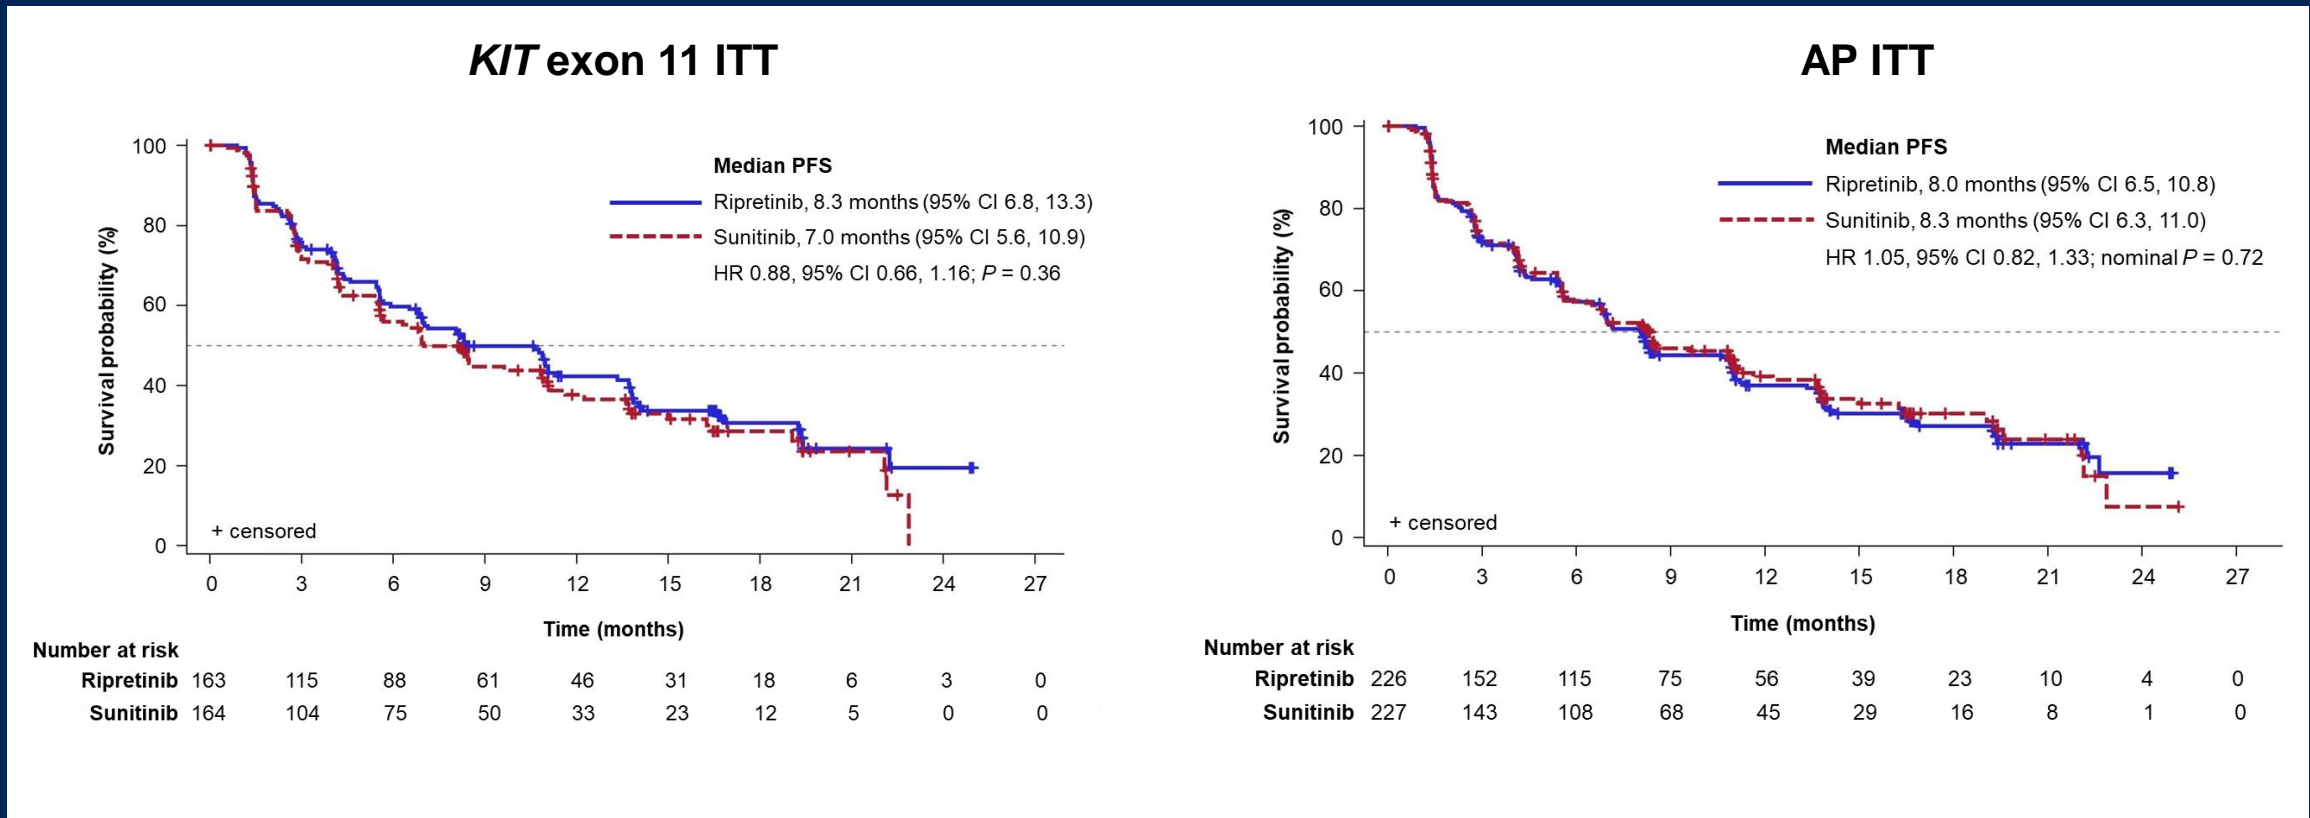 KIT exon 11 ITT
100
80
60
40
20
0
Survival probability (%)
Median PFS
Ripretinib, 8.3 months (95% CI 6.8, 13.3)
Sunitinib, 7.0 months (95% CI 5.6, 10.9)
HR 0.88, 95% CI 0.66, 1.16; P = 0.36
+ censored
0 3 6 9 12 15 18 21 24 27
Time (months)
Number at risk
Ripretinib 163 115 88 61 46 31 18 6 3 0
Sunitinib 164 104 75 50 33 23 12 5 0 0
AP ITT
100
80
60
40
20
0
Survival probability (%)
Median PFS
Ripretinib, 8.0 months (95% CI 6.5, 10.8)
Sunitinib, 8.3 months (95% CI 6.3, 11.0)
HR 1.05, 95% CI 0.82, 1.33; nominal P = 0.72
+ censored
0 3 6 9 12 15 18 21 24 27
Time (months)
Number at risk
Ripretinib 226 152 115 75 56 39 23 10 4 0
Sunitinib 227 143 108 68 45 29 16 8 1 0